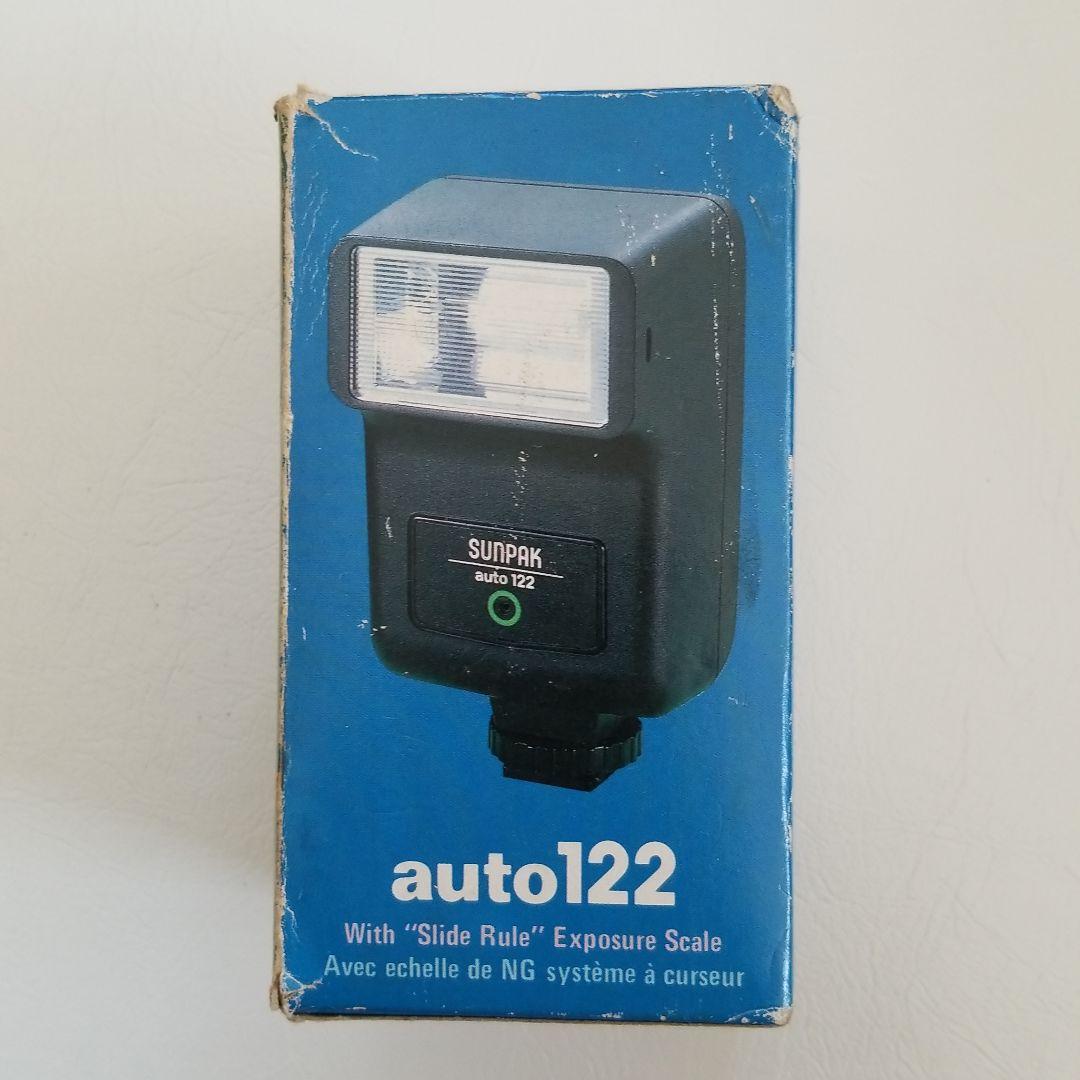 SUNPAK
auto 122
auto122
With "Slide Rule" Exposure Scale
Avec echelle de NG système à curseur